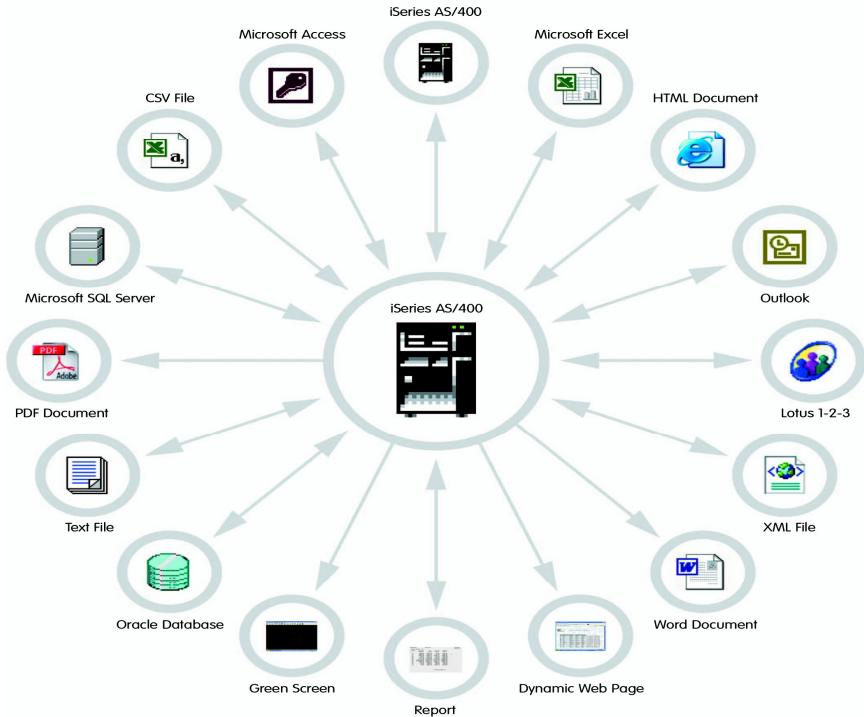 iSeries AS/400
Microsoft Access
Microsoft Excel
CSV File
HTML Document
a,
Microsoft SQL Server
Outlook
iSeries AS/400
PDF
Adobe
PDF Document
Lotus 1-2-3
Text File
XML File
W
Oracle Database
Word Document
Green Screen
Dynamic Web Page
Report